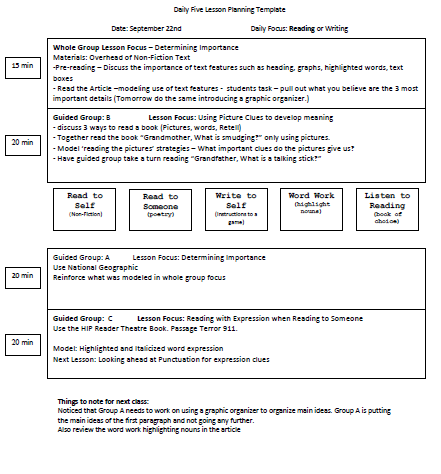 Daily Five Lesson Planning Template
Date: September 22nd Daily Focus: Reading or Writing
15 min
Whole Group Lesson Focus – Determining Importance
Materials: Overhead of Non-Fiction Text
-Pre-reading – Discuss the importance of text features such as heading, graphs, highlighted words, text
boxes
- Read the Article –modeling use of text features - students task – pull out what you believe are the 3 most
important details (Tomorrow do the same introducing a graphic organizer.)
20 min
Guided Group: B Lesson Focus: Using Picture Clues to develop meaning
- discuss 3 ways to read a book (Pictures, words, Retell)
- Together read the book "Grandmother, What is smudging?" only using pictures.
- Model 'reading the pictures' strategies – What important clues do the pictures give us?
- Have guided group take a turn reading "Grandfather, What is a talking stick?"
Read to
Self
(Non-Fiction)
Read to
Someone
(poetry)
Write to
Self
(Instructions to a
game)
Word Work
(highlight
nouns)
Listen to
Reading
(book of
choice)
20 min
Guided Group: A Lesson Focus: Determining Importance
Use National Geographic
Reinforce what was modeled in whole group focus
20 min
Guided Group: C Lesson Focus: Reading with Expression when Reading to Someone
Use the HIP Reader Theatre Book. Passage Terror 911.
Model: Highlighted and Italicized word expression
Next Lesson: Looking ahead at Punctuation for expression clues
Things to note for next class:
Noticed that Group A needs to work on using a graphic organizer to organize main ideas. Group A is putting
the main ideas of the first paragraph and not going any further.
Also review the word work highlighting nouns in the article